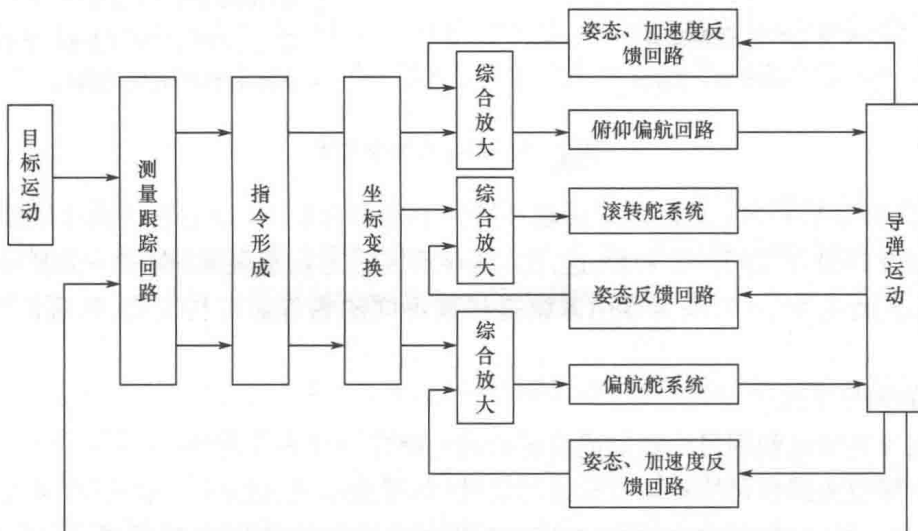 姿态、加速度反
馈回路
综合放大
俯仰偏航回路
目标运动
测量跟踪回路
指令形成
坐标变换
综合放大
滚转舵系统
导弹运动
姿态反馈回路
综合放大
偏航舵系统
姿态、加速度反
馈回路